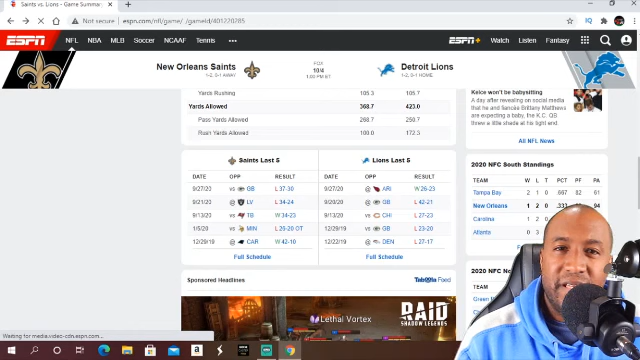 Saints vs. Lions - Game Summar
Not secure | espn.com/nfl/game/_/gameId/401220285
ESPN NFL NBA MLB Soccer NCAAF Tennis ••• ESPN+ Watch Listen Fantasy
New Orleans Saints
1-2, 0-1 AWAY
FOX
10/4
1:00 PM ET
Detroit Lions
1-2, 0-1 HOME
Yards Rushing 105.3 105.7
Yards Allowed 368.7 423.0
Pass Yards Allowed 268.7 250.7
Rush Yards Allowed 100.0 172.3
Saints Last 5
DATE OPP RESULT
9/27/20 vs GB L 37-30
9/21/20 @ LV L 34-24
9/13/20 vs TB W 34-23
1/5/20 vs MIN L 26-20 OT
12/29/19 @ CAR W 42-10
Full Schedule
Lions Last 5
DATE OPP RESULT
9/27/20 @ ARI W 26-23
9/20/20 @ GB L 42-21
9/13/20 vs CHI L 27-23
12/29/19 vs GB L 23-20
12/22/19 @ DEN L 27-17
Full Schedule
Sponsored Headlines
Taboola Feed
Lethal Vortex
RAID
SHADOW LEGENDS
Kelce won't be babysitting
A day after revealing on social media
that he and fiancée Brittany Matthews
are expecting a baby, the K.C. QB
threw a little shade at his tight end.
All NFL News
2020 NFC South Standings
TEAM W L T PCT PF PA
Tampa Bay 2 1 0 .667 82 61
New Orleans 1 2 0 .333 94
Carolina 1 2
Atlanta 0 3
2020 NFC No
TEAM
Green B
Waiting for media.video-cdn.espn.com...